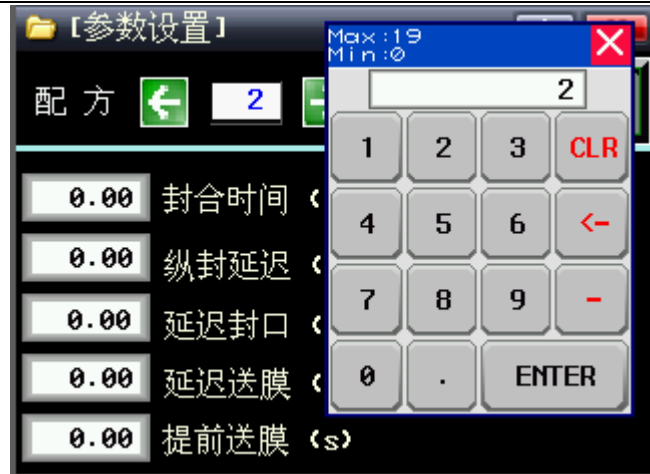 [参数设置]
配方 2
0.00 封合时间 (
0.00 纵封延迟 (
0.00 延迟封口 (
0.00 延迟送膜 (
0.00 提前送膜 (s)
Max:19
Min:0
2
1 2 3 CLR
4 5 6 <-
7 8 9 -
0 . ENTER